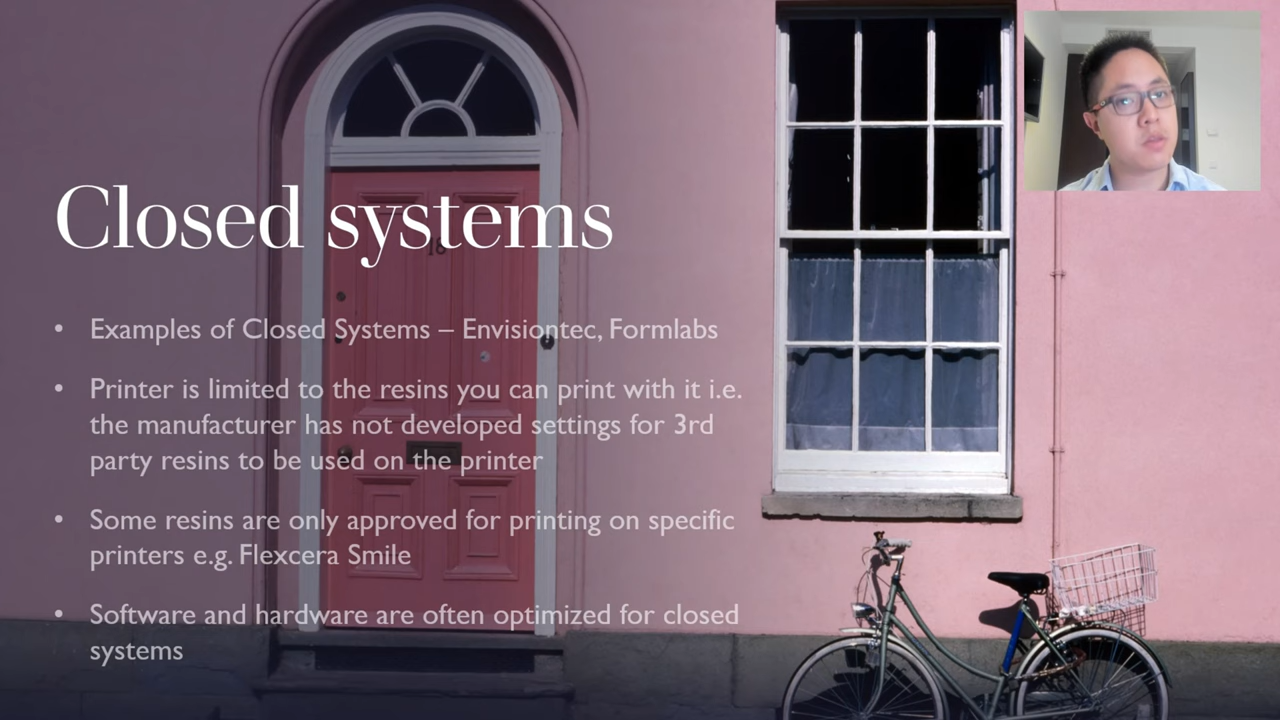 Closed systems
18
• Examples of Closed Systems – Envisiontec, Formlabs
• Printer is limited to the resins you can print with it i.e.
the manufacturer has not developed settings for 3rd
party resins to be used on the printer
• Some resins are only approved for printing on specific
printers e.g. Flexcera Smile
• Software and hardware are often optimized for closed
systems